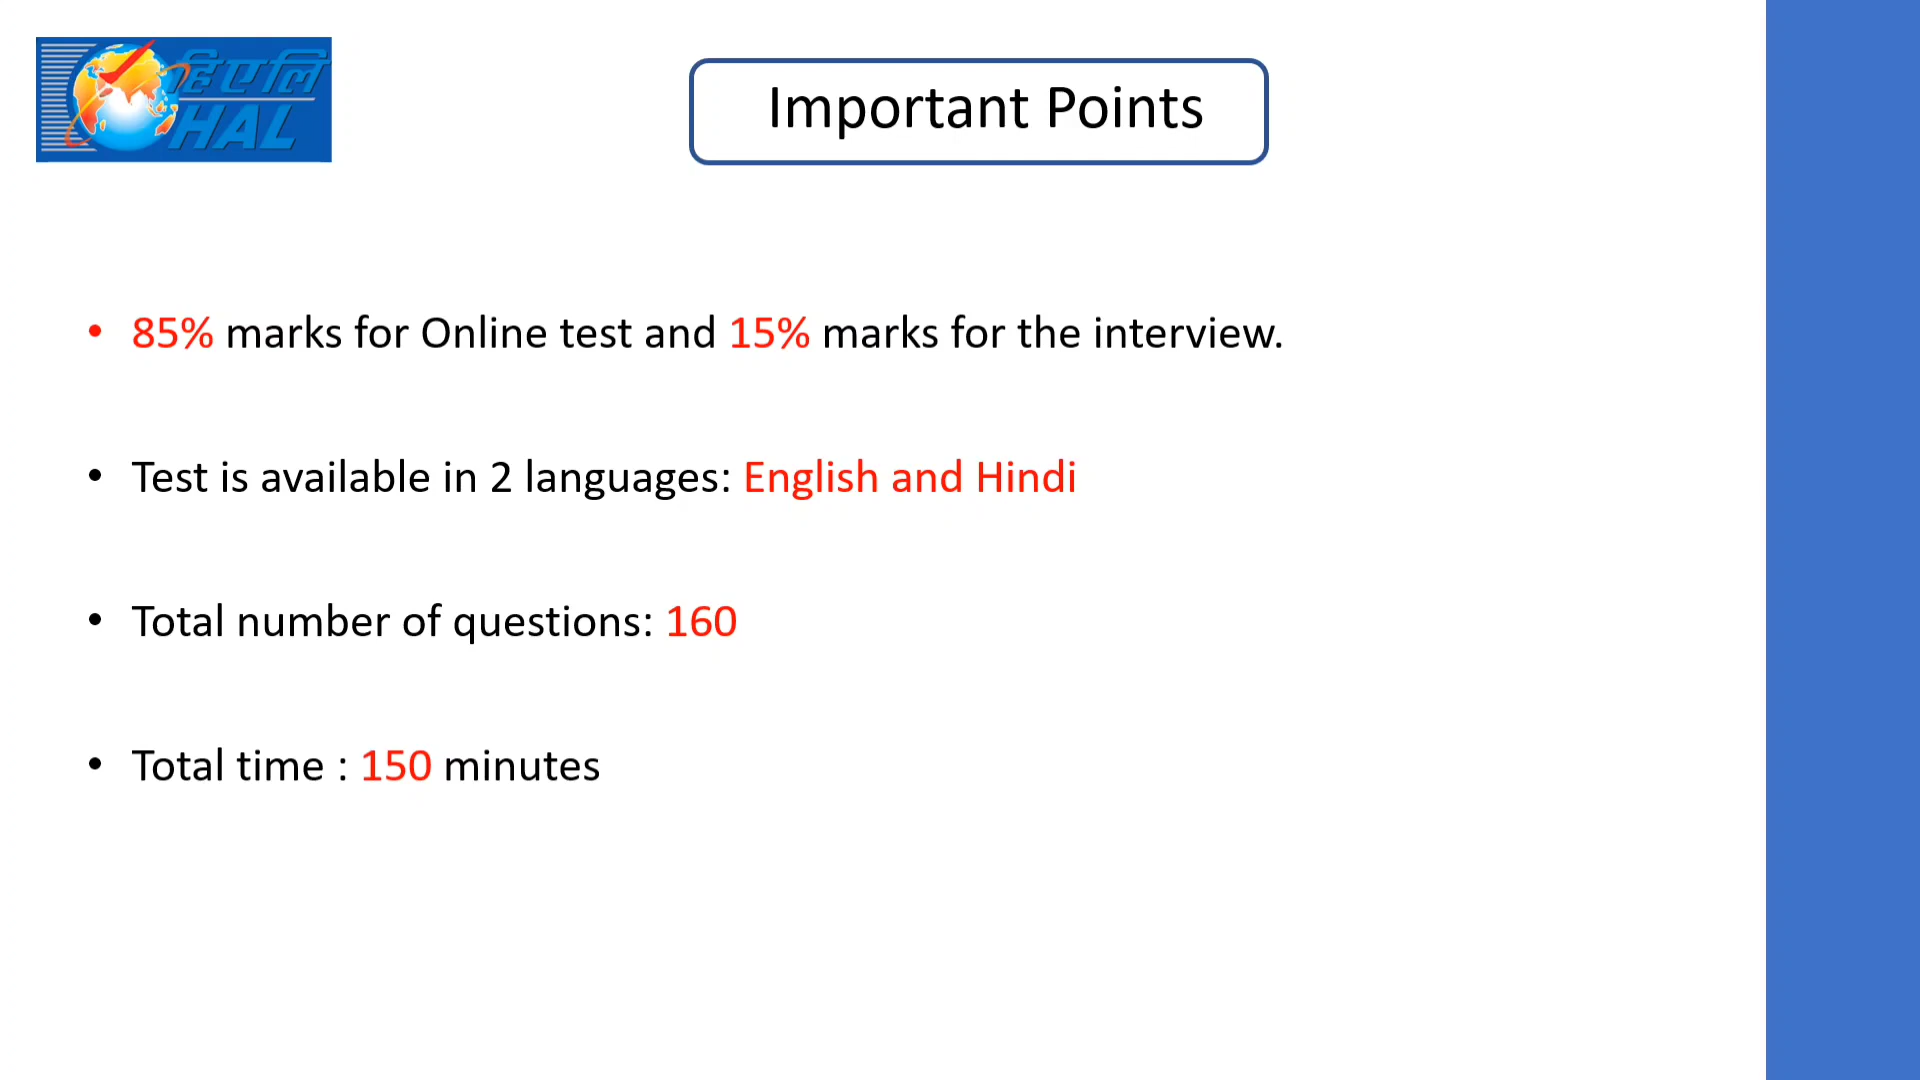 हिएलि
HAL
Important Points
• 85% marks for Online test and 15% marks for the interview.
• Test is available in 2 languages: English and Hindi
• Total number of questions: 160
• Total time : 150 minutes